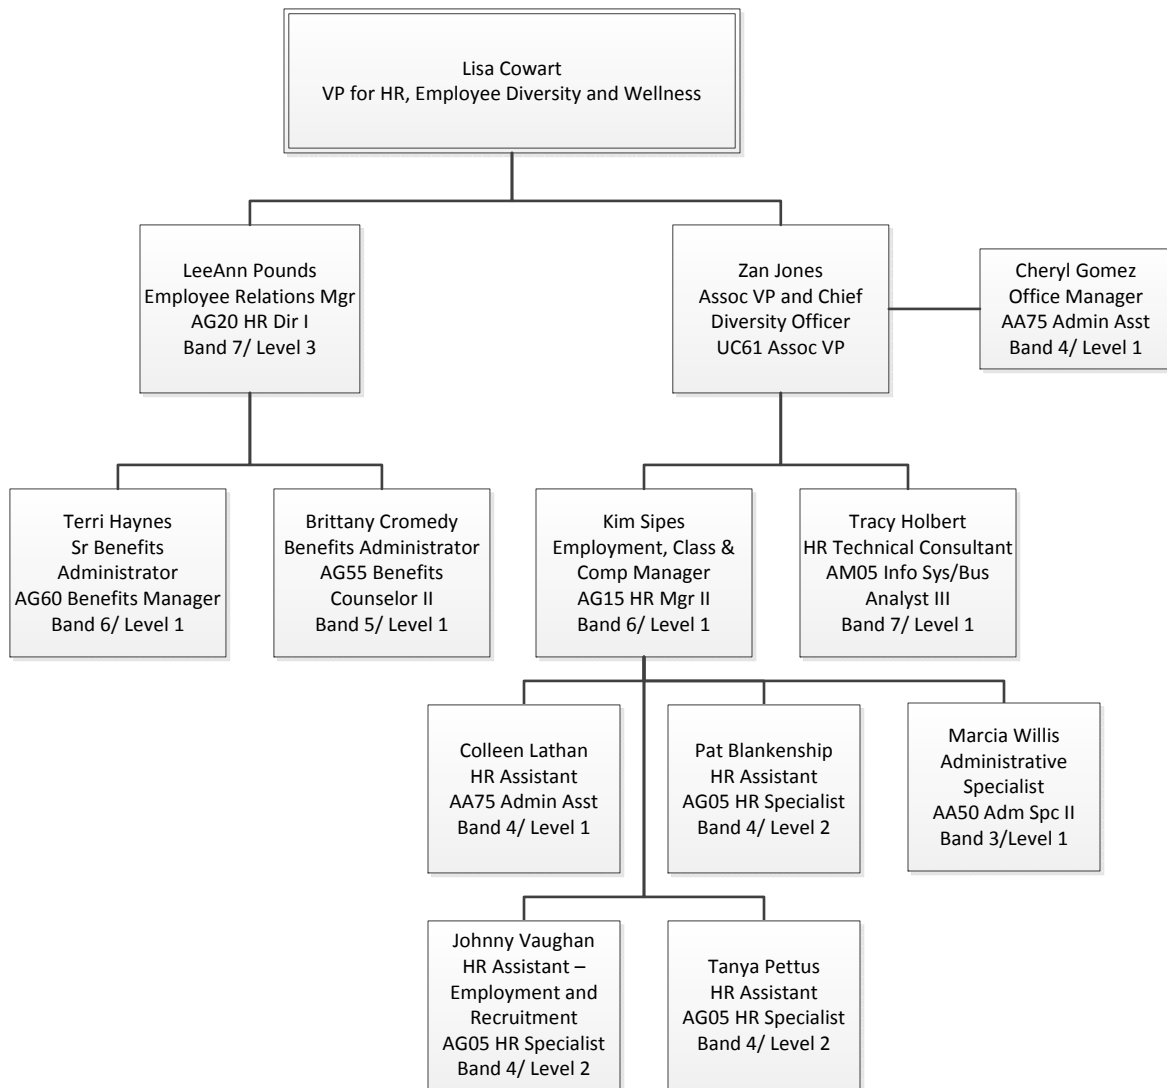 Lisa Cowart
VP for HR, Employee Diversity and Wellness
LeeAnn Pounds
Employee Relations Mgr
AG20 HR Dir I
Band 7/ Level 3
Zan Jones
Assoc VP and Chief
Diversity Officer
UC61 Assoc VP
Cheryl Gomez
Office Manager
AA75 Admin Asst
Band 4/ Level 1
Terri Haynes
Sr Benefits
Administrator
AG60 Benefits Manager
Band 6/ Level 1
Brittany Cromedy
Benefits Administrator
AG55 Benefits
Counselor II
Band 5/ Level 1
Kim Sipes
Employment, Class &
Comp Manager
AG15 HR Mgr II
Band 6/ Level 1
Tracy Holbert
HR Technical Consultant
AM05 Info Sys/Bus
Analyst III
Band 7/ Level 1
Colleen Lathan
HR Assistant
AA75 Admin Asst
Band 4/ Level 1
Pat Blankenship
HR Assistant
AG05 HR Specialist
Band 4/ Level 2
Marcia Willis
Administrative
Specialist
AA50 Adm Spc II
Band 3/Level 1
Johnny Vaughan
HR Assistant –
Employment and
Recruitment
AG05 HR Specialist
Band 4/ Level 2
Tanya Pettus
HR Assistant
AG05 HR Specialist
Band 4/ Level 2